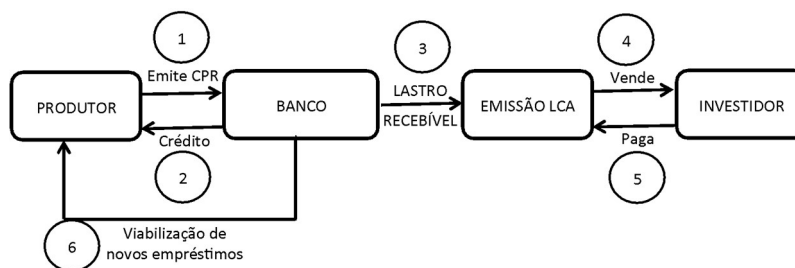 1
Emite CPR
PRODUTOR
Crédito
2
BANCO
3
LASTRO
RECEBÍVEL
EMISSÃO LCA
4
Vende
Paga
5
INVESTIDOR
6
Viabilização de
novos empréstimos